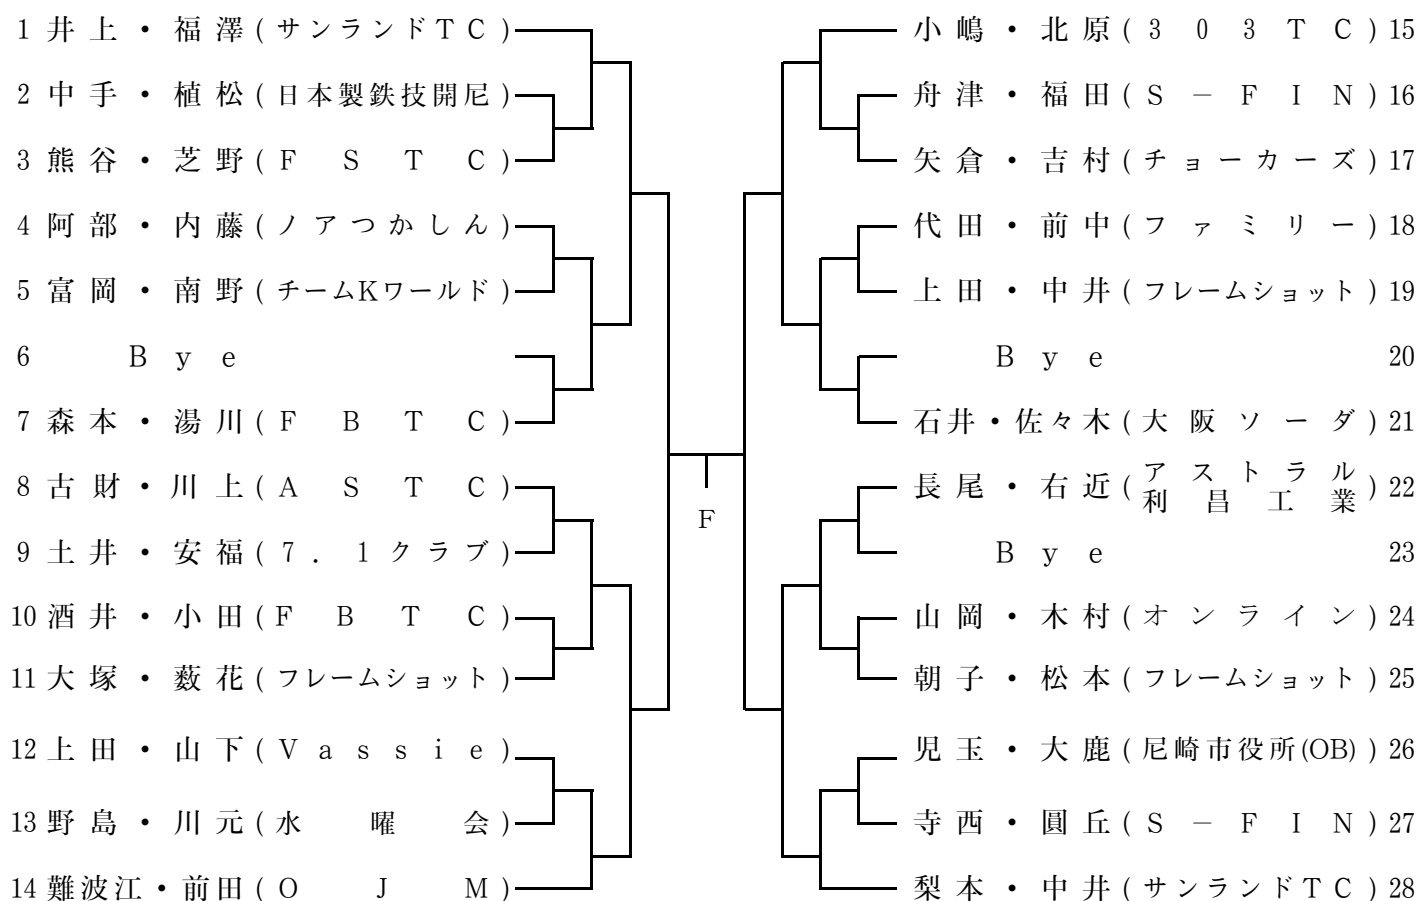 1 井上・福澤(サンランドTC)
2 中手・植松(日本製鉄技開尼)
3 熊谷・芝野(FSTC)
4 阿部・内藤(ノアつかしん)
5 富岡・南野(チームKワールド)
6 Bye
7 森本・湯川(FBTC)
8 古財・川上(ASTC)
9 土井・安福(7.1クラブ)
10 酒井・小田(FBTC)
11 大塚・薮花(フレームショット)
12 上田・山下(Vassie)
13 野島・川元(水曜会)
14 難波江・前田(OJM)
F
小嶋・北原(303TC) 15
舟津・福田(S－FIN) 16
矢倉・吉村(チョーカーズ) 17
代田・前中(ファミリー) 18
上田・中井(フレームショット) 19
Bye 20
石井・佐々木(大阪ソーダ) 21
長尾・右近(アストラル利昌工業) 22
Bye 23
山岡・木村(オンライン) 24
朝子・松本(フレームショット) 25
児玉・大鹿(尼崎市役所(OB)) 26
寺西・圓丘(S－FIN) 27
梨本・中井(サンランドTC) 28